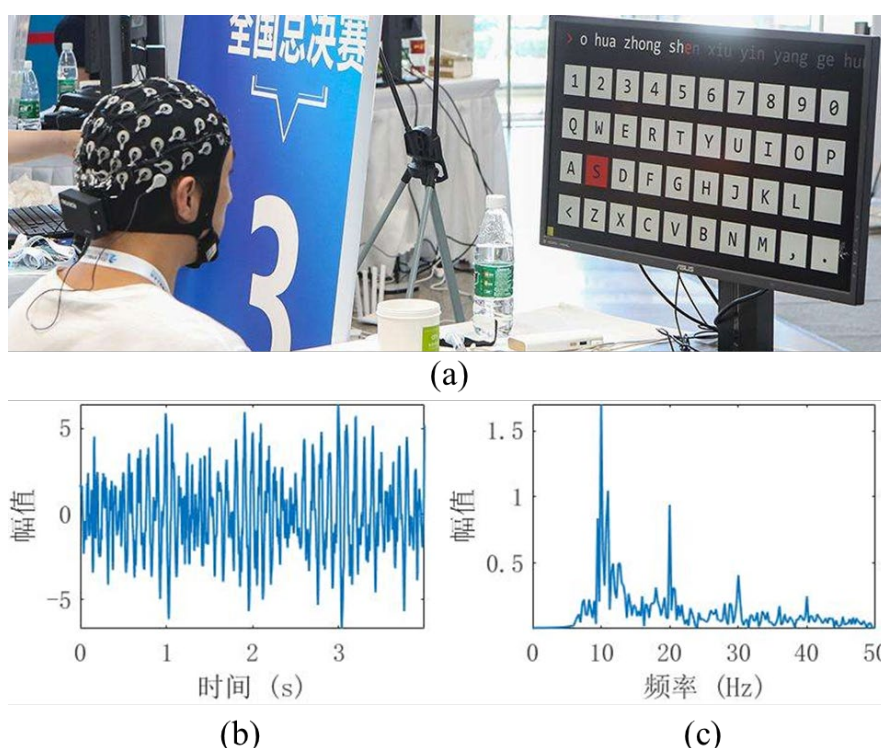 全国总决赛
3
> o hua zhong shen xiu yin yang ge hu
1 2 3 4 5 6 7 8 9 0
Q W E R T Y U I O P
A S D F G H J K L
< Z X C V B N M , .
ASUS
(a)
5
0
-5
幅值
0 1 2 3
时间 (s)
(b)
1.5
1
0.5
幅值
0 10 20 30 40 50
频率 (Hz)
(c)